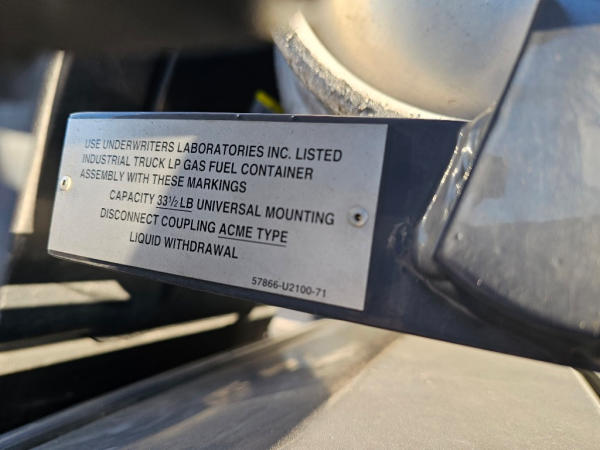 USE UNDERWRITERS LABORATORIES INC. LISTED
INDUSTRIAL TRUCK LP GAS FUEL CONTAINER
ASSEMBLY WITH THESE MARKINGS
CAPACITY 33½ LB UNIVERSAL MOUNTING
DISCONNECT COUPLING ACME TYPE
LIQUID WITHDRAWAL
57866-U2100-71